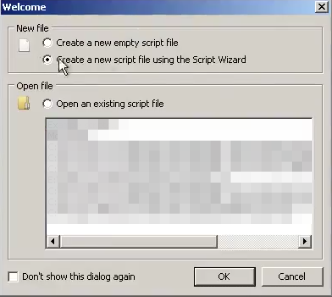 Welcome
New file
Create a new empty script file
Create a new script file using the Script Wizard
Open file
Open an existing script file
Don't show this dialog again
OK
Cancel